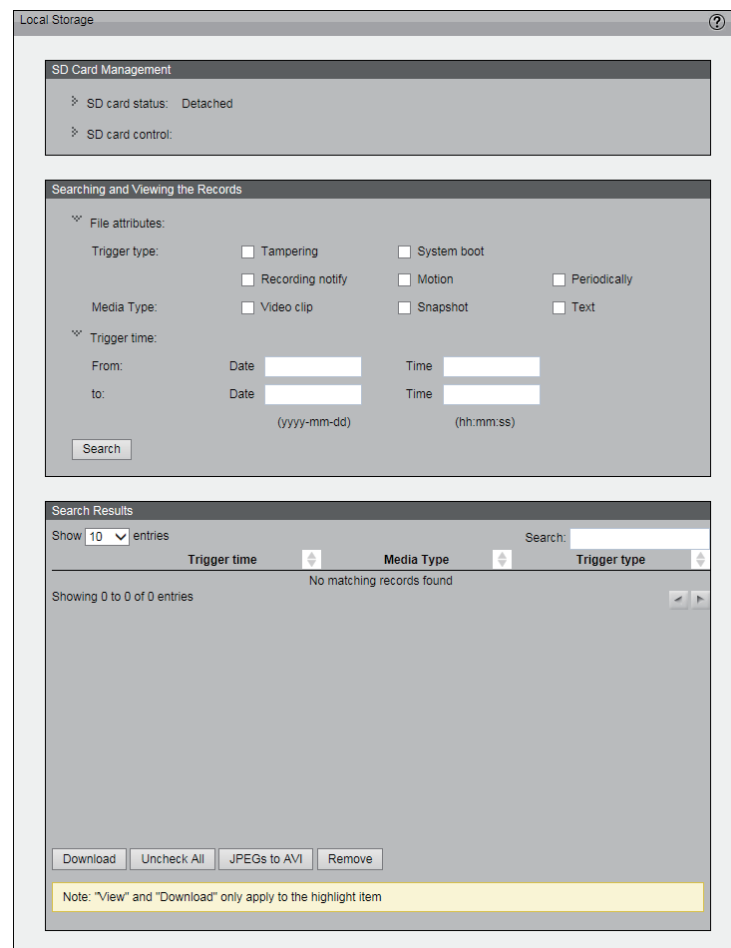 Local Storage ?
SD Card Management
SD card status: Detached
SD card control:
Searching and Viewing the Records
File attributes:
Trigger type: Tampering System boot
Recording notify Motion Periodically
Media Type: Video clip Snapshot Text
Trigger time:
From: Date Time
to: Date Time
(yyyy-mm-dd) (hh:mm:ss)
Search
Search Results
Show 10 entries Search:
Trigger time Media Type Trigger type
No matching records found
Showing 0 to 0 of 0 entries
Download Uncheck All JPEGs to AVI Remove
Note: "View" and "Download" only apply to the highlight item